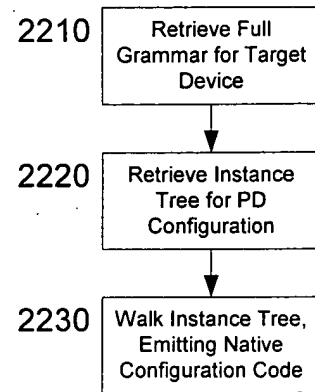 2210
Retrieve Full
Grammar for Target
Device
2220
Retrieve Instance
Tree for PD
Configuration
2230
Walk Instance Tree,
Emitting Native
Configuration Code